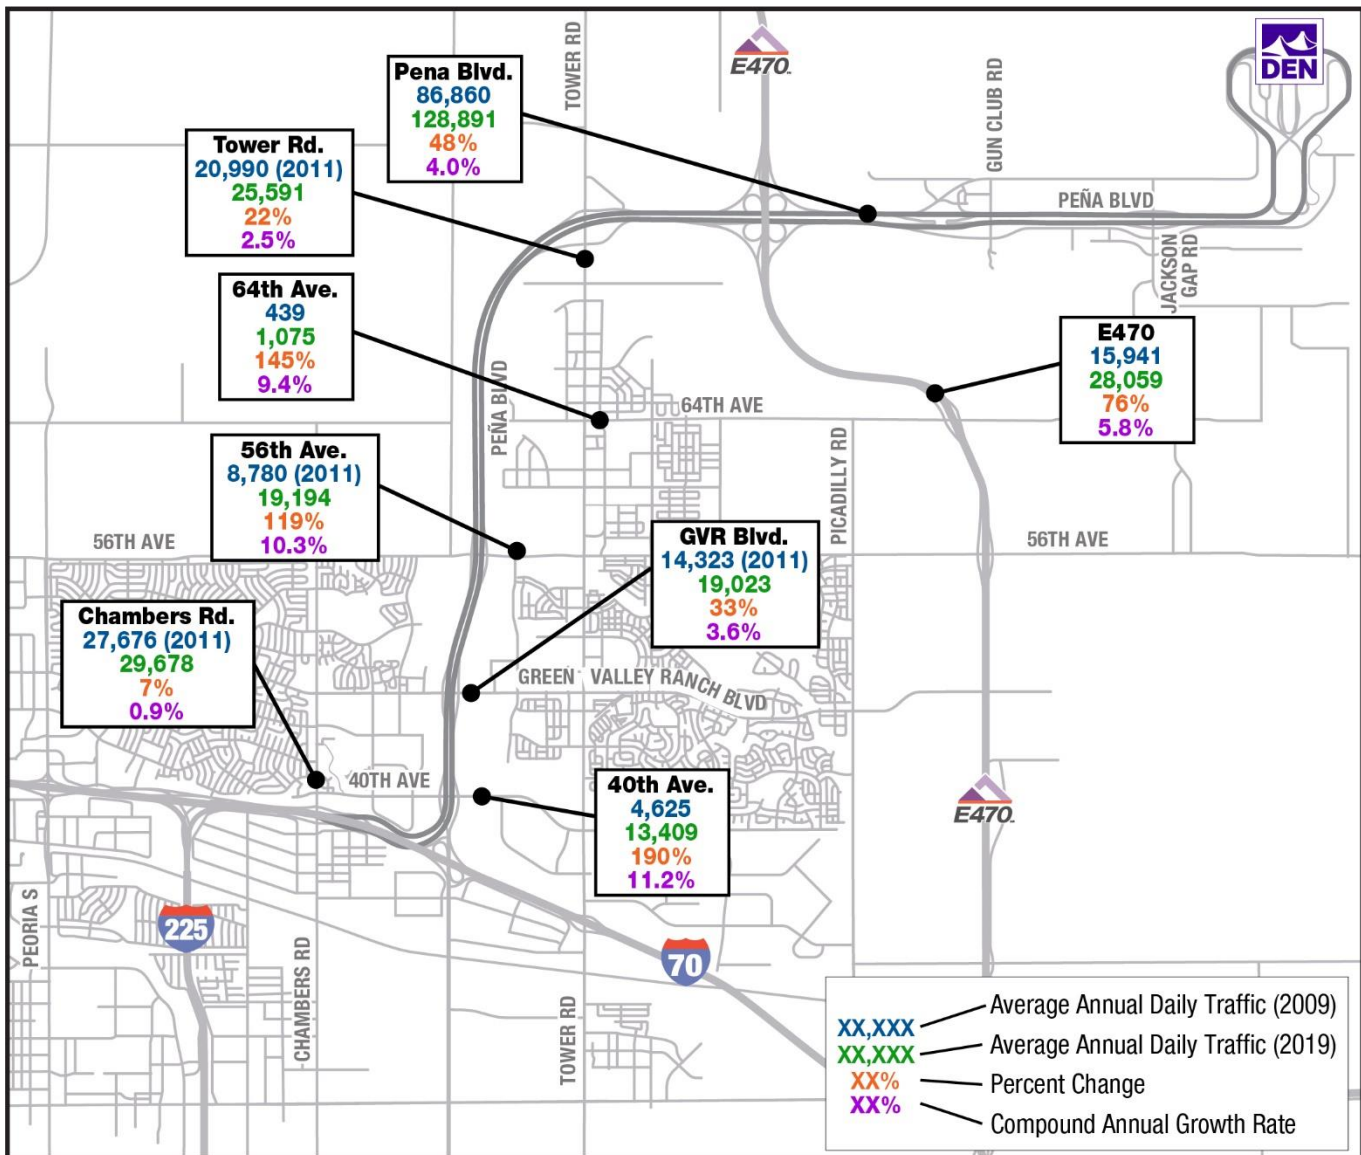 DEN
E470
TOWER RD
GUN CLUB RD
Pena Blvd.
86,860
128,891
48%
4.0%
Tower Rd.
20,990 (2011)
25,591
22%
2.5%
PEÑA BLVD
JACKSON
GAP RD
64th Ave.
439
1,075
145%
9.4%
E470
15,941
28,059
76%
5.8%
PEÑA BLVD
64TH AVE
PICADILLY RD
56th Ave.
8,780 (2011)
19,194
119%
10.3%
56TH AVE
56TH AVE
GVR Blvd.
14,323 (2011)
19,023
33%
3.6%
Chambers Rd.
27,676 (2011)
29,678
7%
0.9%
GREEN VALLEY RANCH BLVD
40TH AVE
40th Ave.
4,625
13,409
190%
11.2%
E470
PEORIA S
225
CHAMBERS RD
70
TOWER RD
XX,XXX Average Annual Daily Traffic (2009)
XX,XXX Average Annual Daily Traffic (2019)
XX% Percent Change
XX% Compound Annual Growth Rate